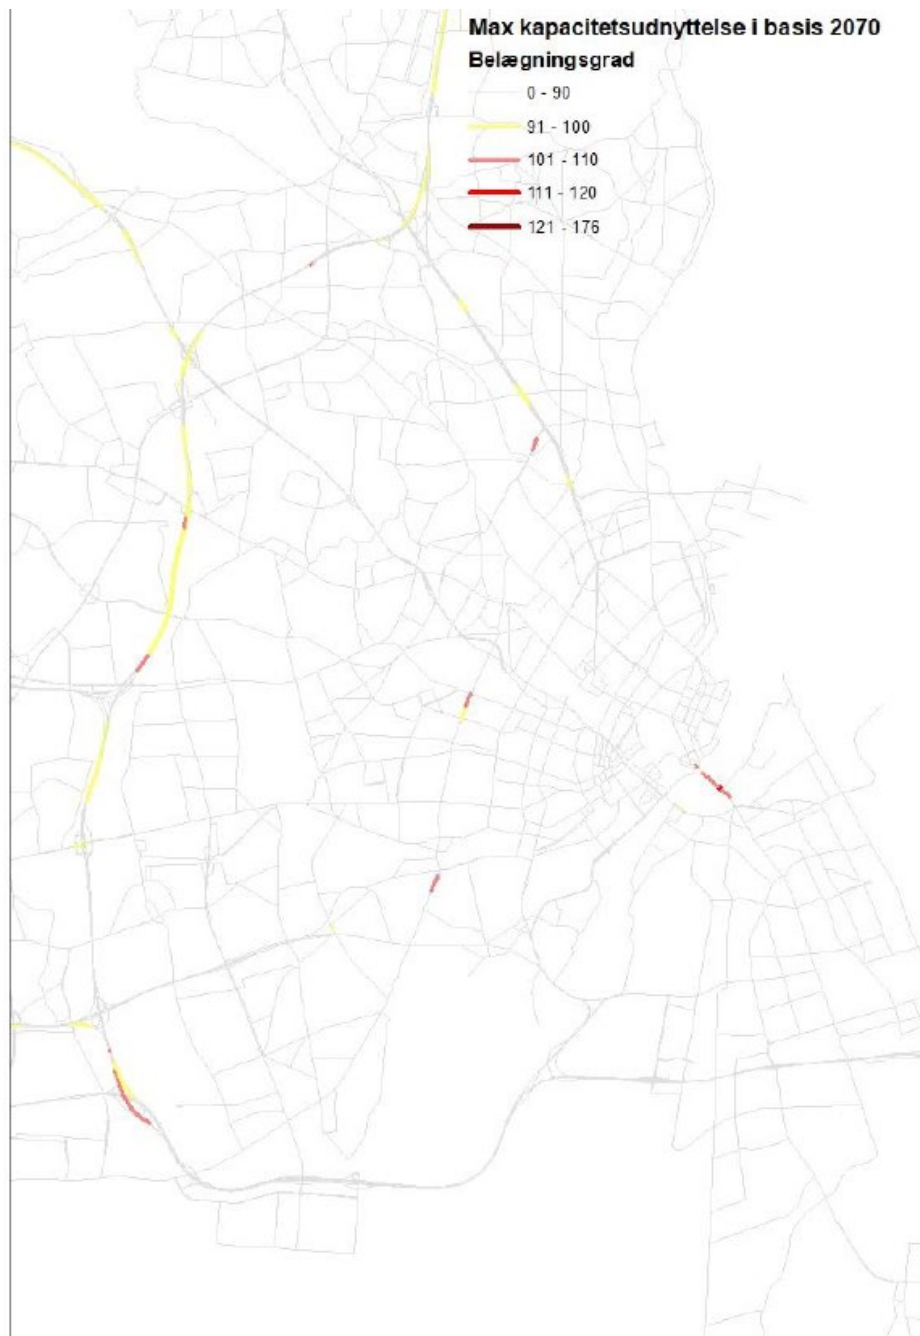 Max kapacitetsudnyttelse i basis 2070
Belægningsgrad
0 - 90
91 - 100
101 - 110
111 - 120
121 - 176